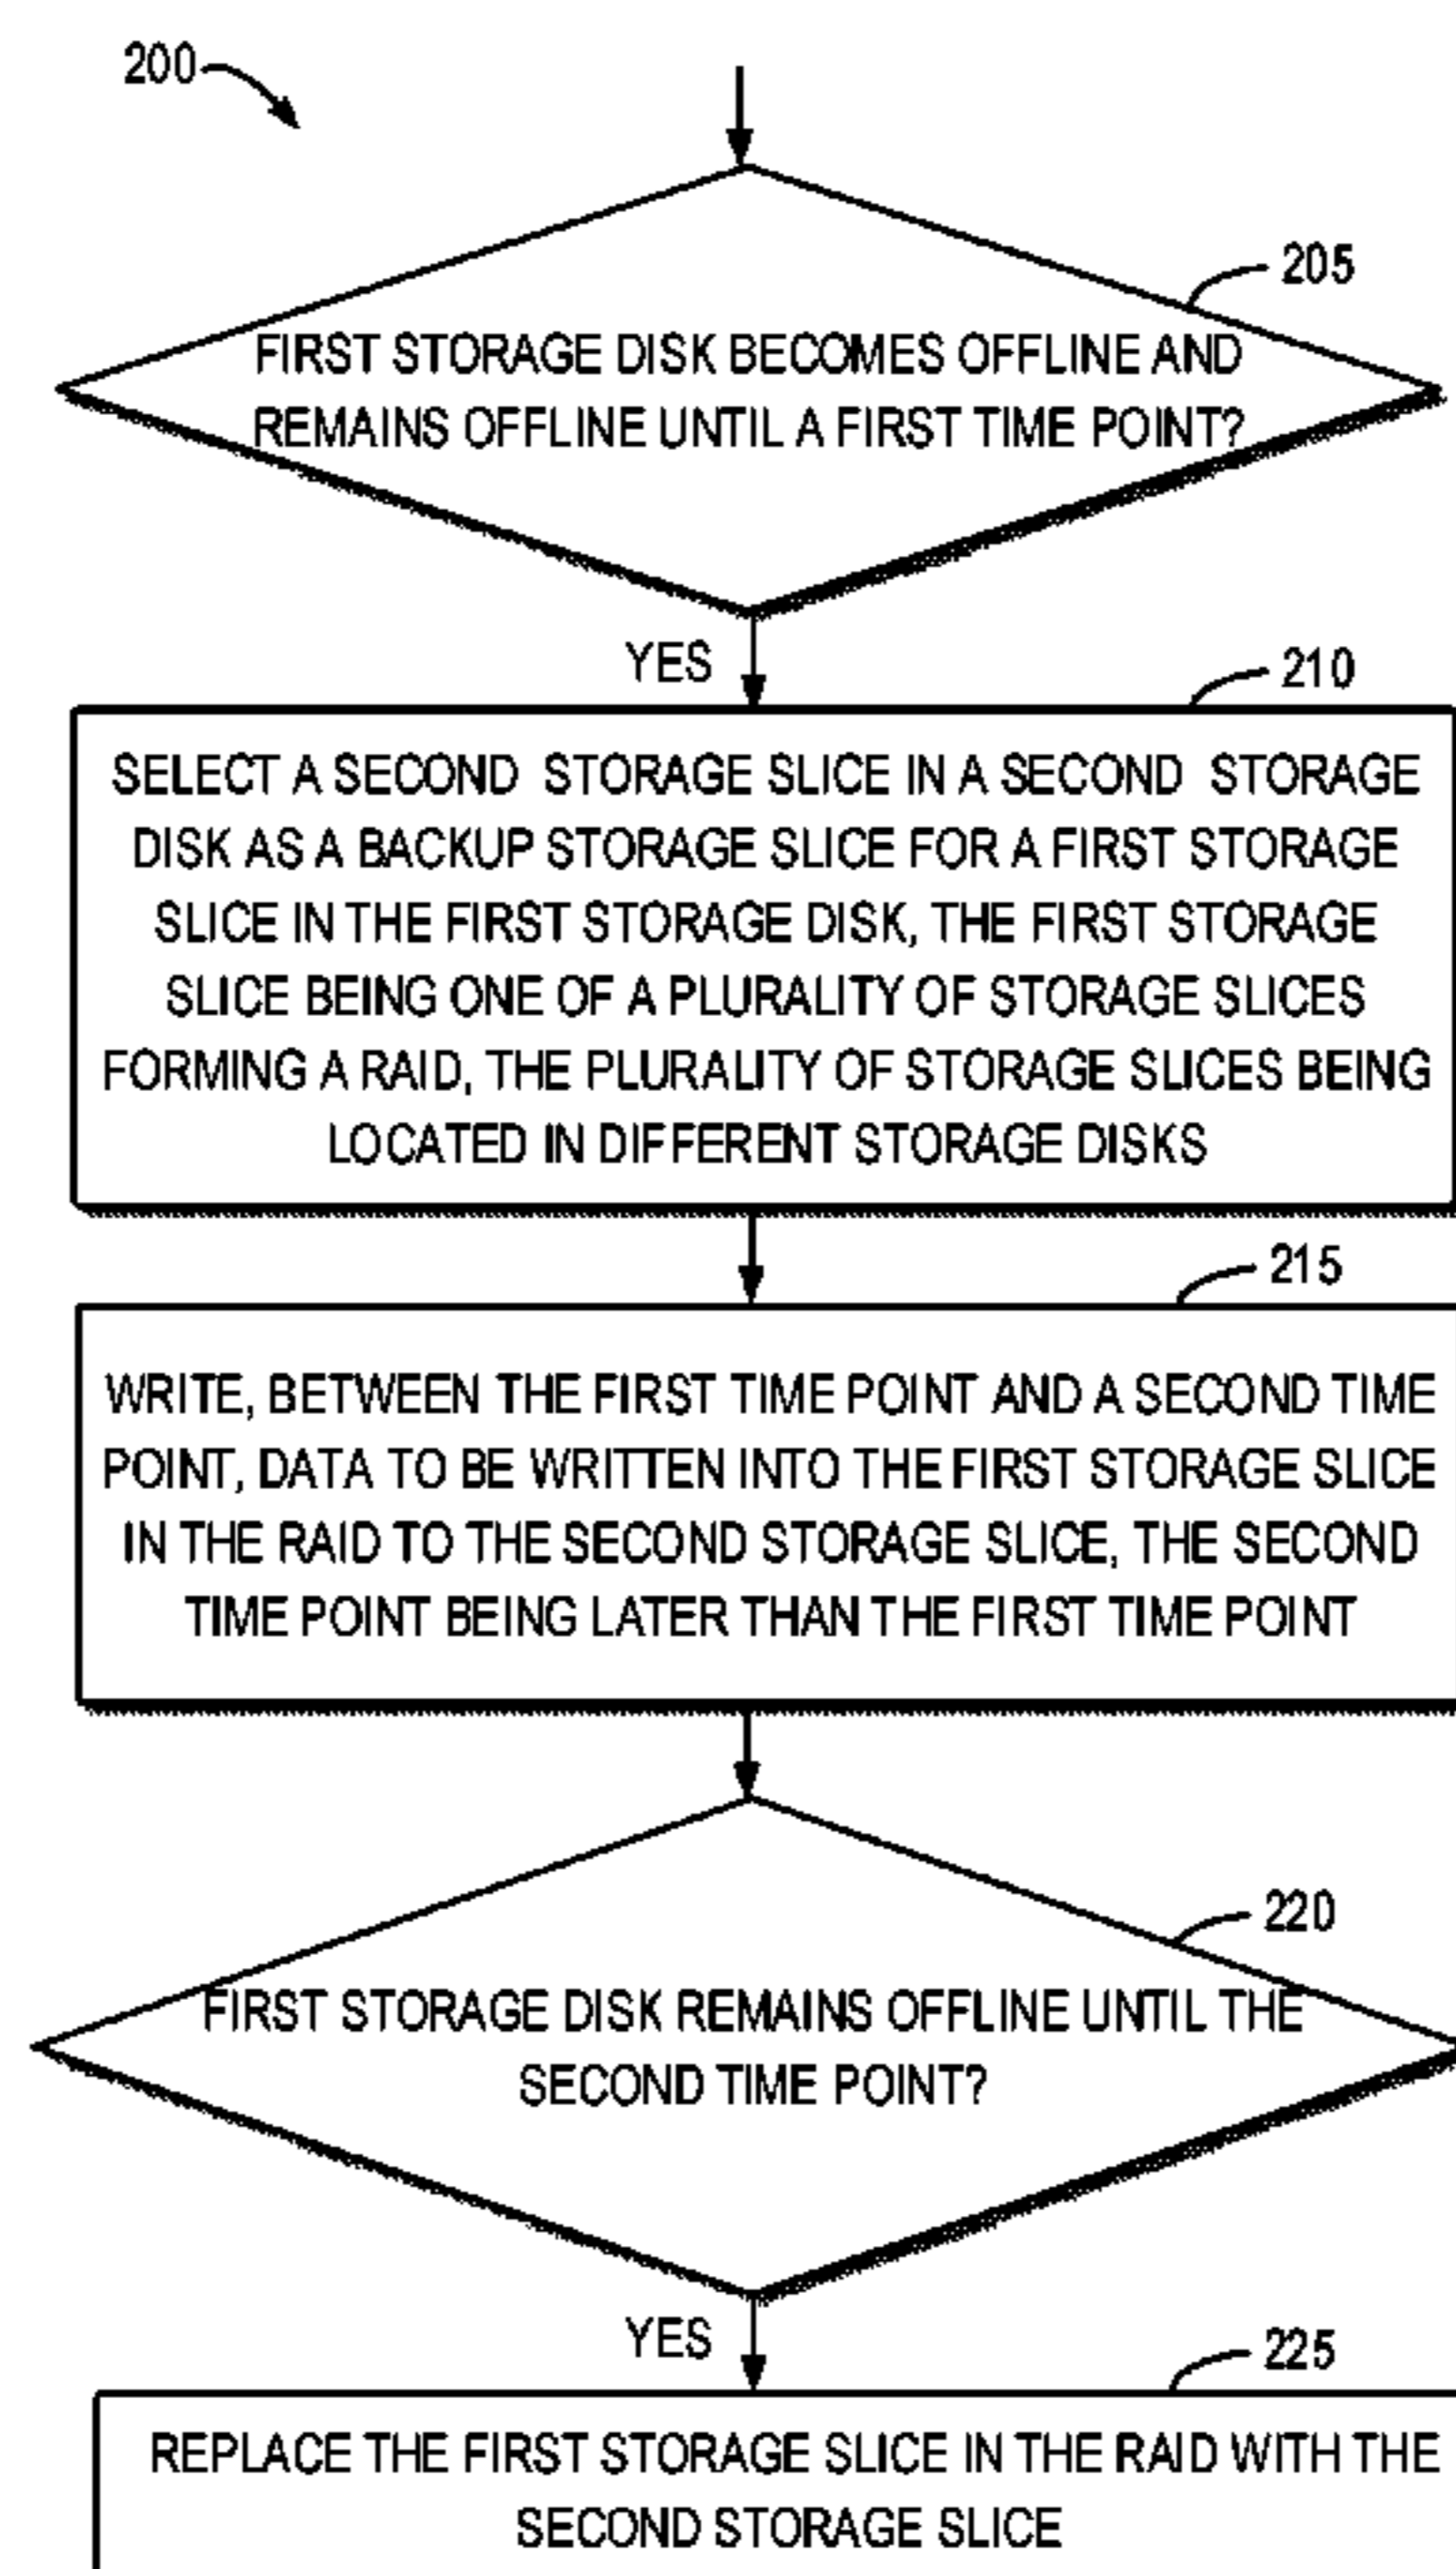 200
205
FIRST STORAGE DISK BECOMES OFFLINE AND
REMAINS OFFLINE UNTIL A FIRST TIME POINT?
YES
210
SELECT A SECOND STORAGE SLICE IN A SECOND STORAGE
DISK AS A BACKUP STORAGE SLICE FOR A FIRST STORAGE
SLICE IN THE FIRST STORAGE DISK, THE FIRST STORAGE
SLICE BEING ONE OF A PLURALITY OF STORAGE SLICES
FORMING A RAID, THE PLURALITY OF STORAGE SLICES BEING
LOCATED IN DIFFERENT STORAGE DISKS
215
WRITE, BETWEEN THE FIRST TIME POINT AND A SECOND TIME
POINT, DATA TO BE WRITTEN INTO THE FIRST STORAGE SLICE
IN THE RAID TO THE SECOND STORAGE SLICE, THE SECOND
TIME POINT BEING LATER THAN THE FIRST TIME POINT
220
FIRST STORAGE DISK REMAINS OFFLINE UNTIL THE
SECOND TIME POINT?
YES
225
REPLACE THE FIRST STORAGE SLICE IN THE RAID WITH THE
SECOND STORAGE SLICE